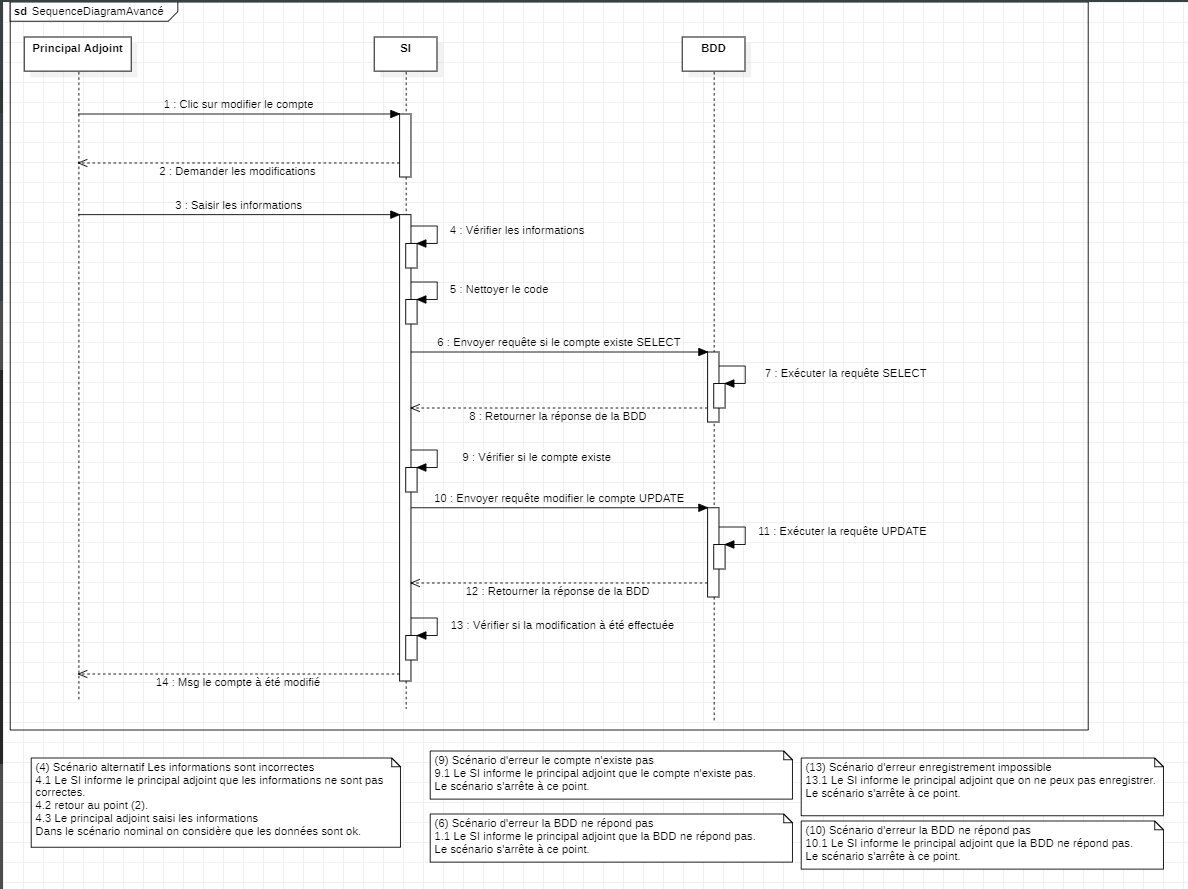 sd SequenceDiagramAvancé
Principal Adjoint
SI
BDD
1 : Clic sur modifier le compte
2 : Demander les modifications
3 : Saisir les informations
4 : Vérifier les informations
5 : Nettoyer le code
6 : Envoyer requête si le compte existe SELECT
7 : Exécuter la requête SELECT
8 : Retourner la réponse de la BDD
9 : Vérifier si le compte existe
10 : Envoyer requête modifier le compte UPDATE
11 : Exécuter la requête UPDATE
12 : Retourner la réponse de la BDD
13 : Vérifier si la modification à été effectuée
14 : Msg le compte à été modifié
(4) Scénario alternatif Les informations sont incorrectes
4.1 Le SI informe le principal adjoint que les informations ne sont pas
correctes.
4.2 retour au point (2).
4.3 Le principal adjoint saisi les informations
Dans le scénario nominal on considère que les données sont ok.
(9) Scénario d'erreur le compte n'existe pas
9.1 Le SI informe le principal adjoint que le compte n'existe pas.
Le scénario s'arrête à ce point.
(6) Scénario d'erreur la BDD ne répond pas
1.1 Le SI informe le principal adjoint que la BDD ne répond pas.
Le scénario s'arrête à ce point.
(13) Scénario d'erreur enregistrement impossible
13.1 Le SI informe le principal adjoint que on ne peux pas enregistrer.
Le scénario s'arrête à ce point.
(10) Scénario d'erreur la BDD ne répond pas
10.1 Le SI informe le principal adjoint que la BDD ne répond pas.
Le scénario s'arrête à ce point.